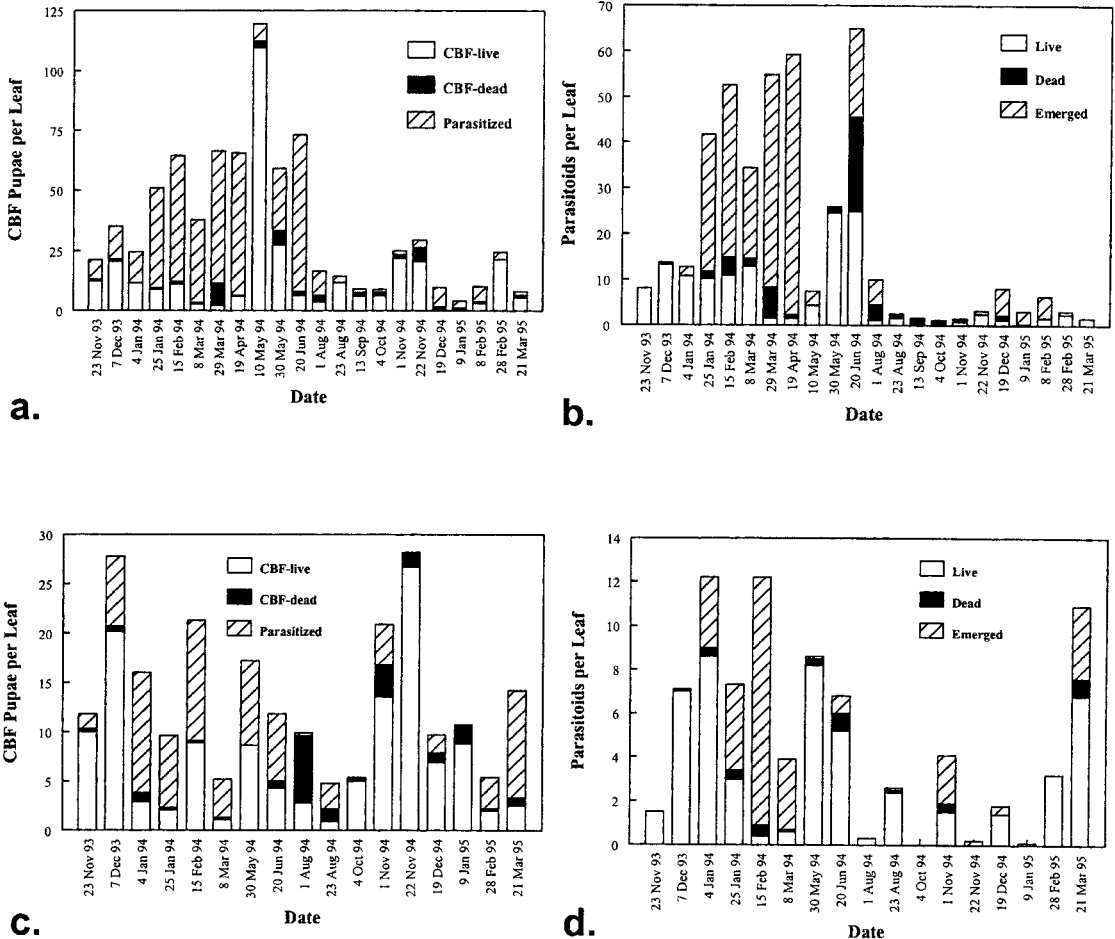 125
100
75
50
25
0
CBF Pupae per Leaf
CBF-live
CBF-dead
Parasitized
23 Nov 93
7 Dec 93
4 Jan 94
25 Jan 94
15 Feb 94
8 Mar 94
29 Mar 94
19 Apr 94
10 May 94
30 May 94
20 Jun 94
1 Aug 94
23 Aug 94
13 Sep 94
4 Oct 94
1 Nov 94
22 Nov 94
19 Dec 94
9 Jan 95
8 Feb 95
28 Feb 95
21 Mar 95
Date
a.
70
60
50
40
30
20
10
0
Parasitoids per Leaf
Live
Dead
Emerged
23 Nov 93
7 Dec 93
4 Jan 94
25 Jan 94
15 Feb 94
8 Mar 94
29 Mar 94
19 Apr 94
10 May 94
30 May 94
20 Jun 94
1 Aug 94
23 Aug 94
13 Sep 94
4 Oct 94
1 Nov 94
22 Nov 94
19 Dec 94
9 Jan 95
8 Feb 95
28 Feb 95
21 Mar 95
Date
b.
30
25
20
15
10
5
0
CBF Pupae per Leaf
CBF-live
CBF-dead
Parasitized
23 Nov 93
7 Dec 93
4 Jan 94
25 Jan 94
15 Feb 94
8 Mar 94
30 May 94
20 Jun 94
1 Aug 94
23 Aug 94
4 Oct 94
1 Nov 94
22 Nov 94
19 Dec 94
9 Jan 95
28 Feb 95
21 Mar 95
Date
c.
14
12
10
8
6
4
2
0
Parasitoids per Leaf
Live
Dead
Emerged
23 Nov 93
7 Dec 93
4 Jan 94
25 Jan 94
15 Feb 94
8 Mar 94
30 May 94
20 Jun 94
1 Aug 94
23 Aug 94
4 Oct 94
1 Nov 94
22 Nov 94
19 Dec 94
9 Jan 95
28 Feb 95
21 Mar 95
Date
d.